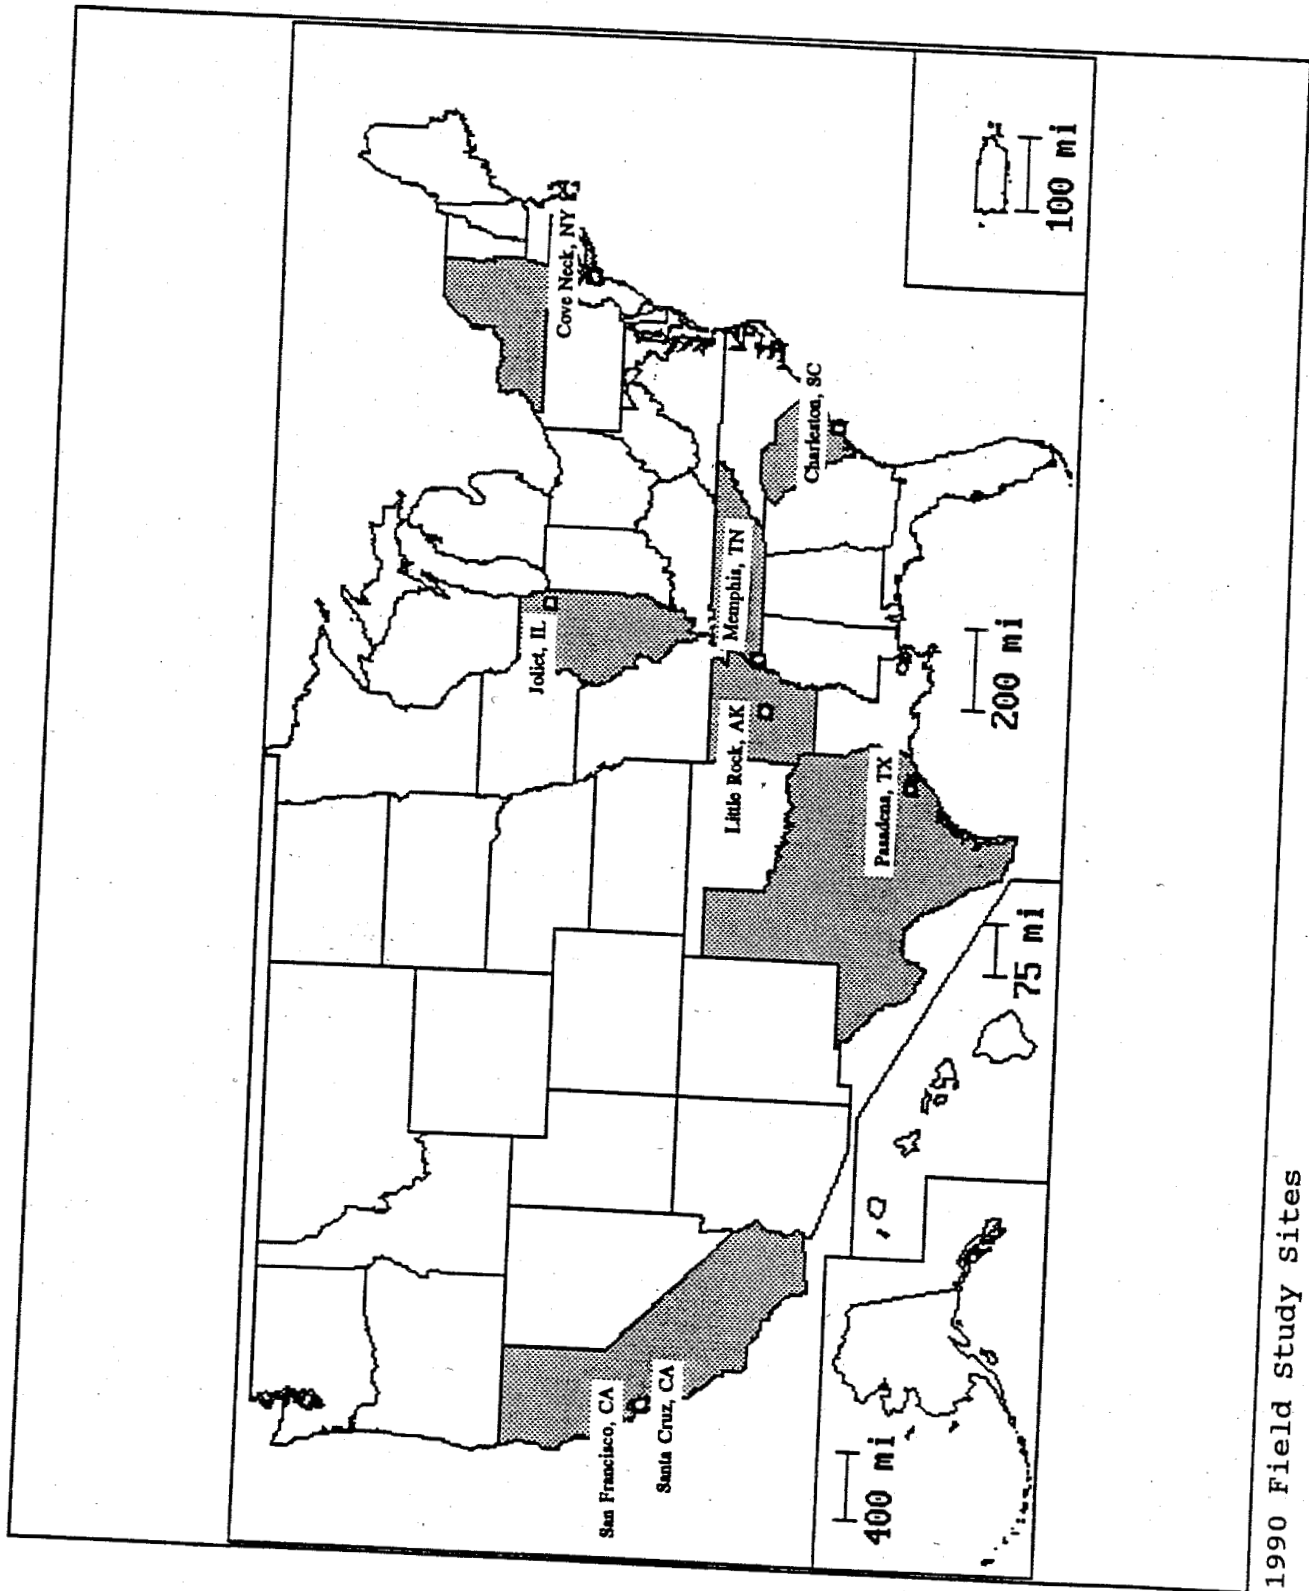 Cove Neck, NY
Joliet, IL
Charleston, SC
Memphis, TN
Little Rock, AK
Pasadena, TX
San Francisco, CA
Santa Cruz, CA
400 mi
75 mi
200 mi
100 mi
1990 Field Study Sites